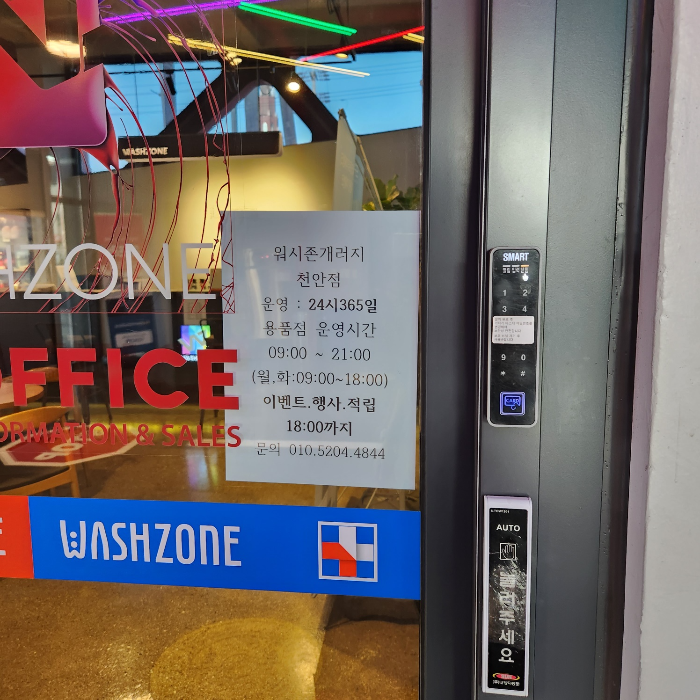 WASHZONE
HZONE
OFFICE
ORMATION & SALES
워시존개러지
천안점
운영 : 24시365일
용품점 운영시간
09:00 ~ 21:00
(월,화:09:00~18:00)
이벤트.행사.적립
18:00까지
문의 010.5204.4844
E
WASHZONE
SMART
1 2
3 4
9 0
* #
CARD
AUTO
눌러주세요